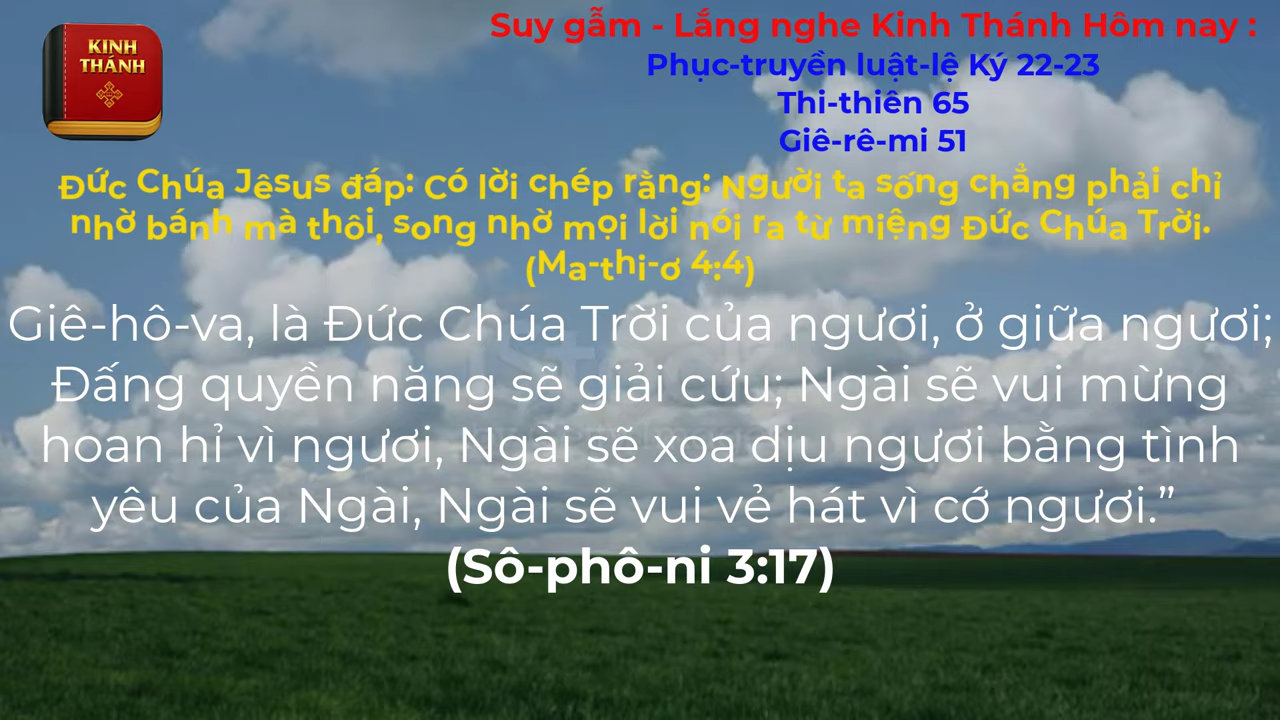 KINH
THÁNH
Suy gẫm - Lắng nghe Kinh Thánh Hôm nay :
Phục-truyền luật-lệ Ký 22-23
Thi-thiên 65
Giê-rê-mi 51
Đức Chúa Jêsus đáp: Có lời chép rằng: Người ta sống chẳng phải chỉ
nhờ bánh mà thôi, song nhờ mọi lời nói ra từ miệng Đức Chúa Trời.
(Ma-thi-ơ 4:4)
Giê-hô-va, là Đức Chúa Trời của ngươi, ở giữa ngươi;
Đấng quyền năng sẽ giải cứu; Ngài sẽ vui mừng
hoan hỉ vì ngươi, Ngài sẽ xoa dịu ngươi bằng tình
yêu của Ngài, Ngài sẽ vui vẻ hát vì cớ ngươi.”
(Sô-phô-ni 3:17)